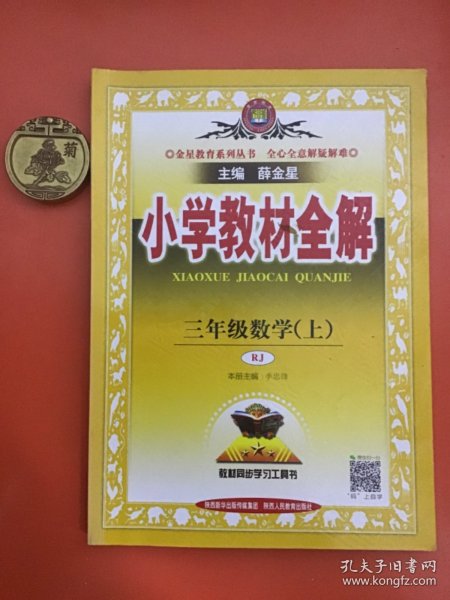 菊
◎金星教育系列丛书 全心全意解疑解难◎
主编 薛金星
小学教材全解
XIAOXUE JIAOCAI QUANJIE
三年级数学(上)
RJ
本册主编:季忠臻
教材同步学习工具书
"码"上自学
陕西新华出版传媒集团 陕西人民教育出版社
孔夫子旧书网
www.kongfz.com